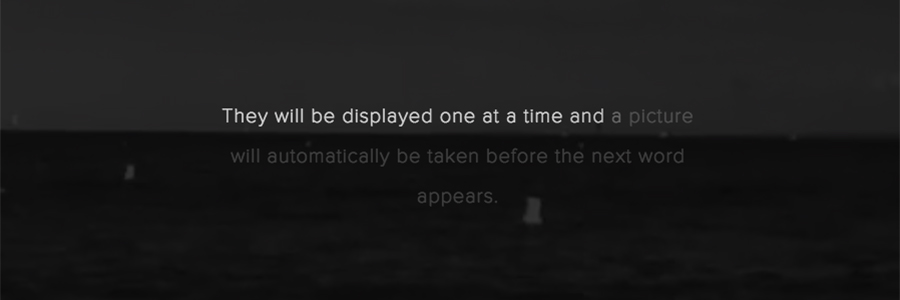 They will be displayed one at a time and a picture
will automatically be taken before the next word
appears.